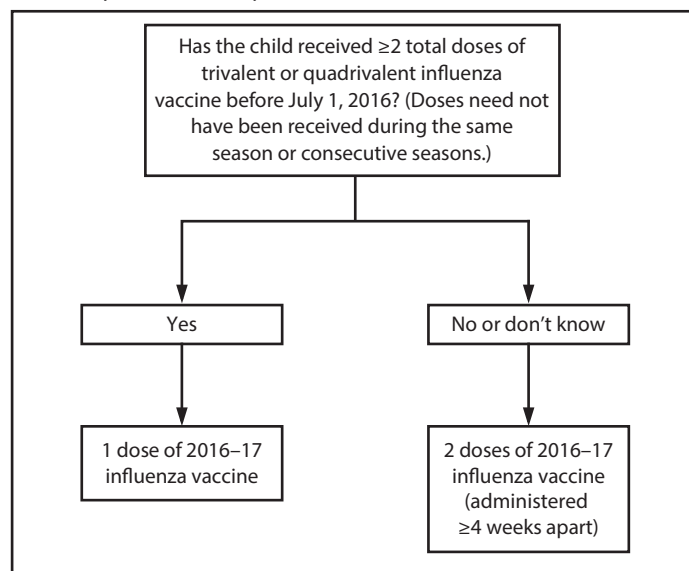 Has the child received ≥2 total doses of
trivalent or quadrivalent influenza
vaccine before July 1, 2016? (Doses need not
have been received during the same
season or consecutive seasons.)
Yes
No or don't know
1 dose of 2016–17
influenza vaccine
2 doses of 2016–17
influenza vaccine
(administered
≥4 weeks apart)